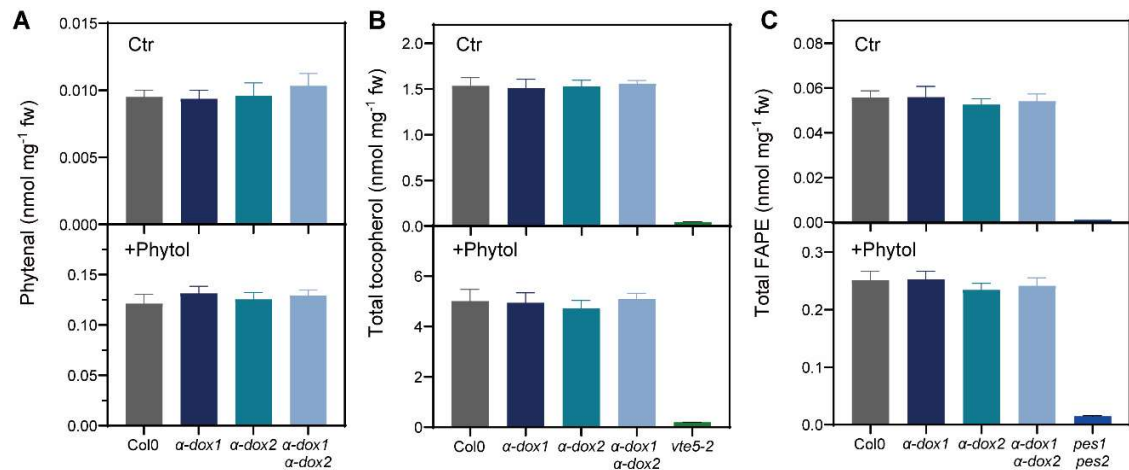 A
Phytenal (nmol mg⁻¹ fw)
Ctr
0.015
0.010
0.005
0.000
+Phytol
0.15
0.10
0.05
0.00
Col0
α-dox1
α-dox2
α-dox1
α-dox2
B
Total tocopherol (nmol mg⁻¹ fw)
Ctr
2.0
1.5
1.0
0.5
0.0
+Phytol
6
4
2
0
Col0
α-dox1
α-dox2
α-dox1
α-dox2
vte5-2
C
Total FAPE (nmol mg⁻¹ fw)
Ctr
0.08
0.06
0.04
0.02
0.00
+Phytol
0.3
0.2
0.1
0.0
Col0
α-dox1
α-dox2
α-dox1
α-dox2
pes1
pes2